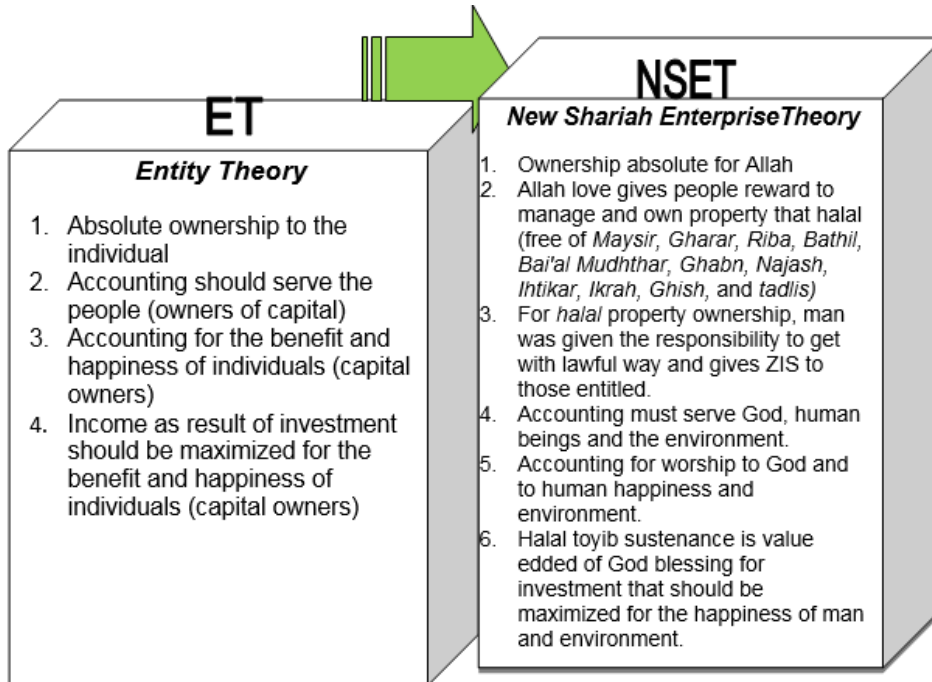 ET
Entity Theory
1. Absolute ownership to the
individual
2. Accounting should serve the
people (owners of capital)
3. Accounting for the benefit and
happiness of individuals (capital
owners)
4. Income as result of investment
should be maximized for the
benefit and happiness of
individuals (capital owners)
NSET
New Shariah EnterpriseTheory
1. Ownership absolute for Allah
2. Allah love gives people reward to
manage and own property that halal
(free of Maysir, Gharar, Riba, Bathil,
Bai'al Mudhthar, Ghabn, Najash,
Ihtikar, Ikrah, Ghish, and tadlis)
3. For halal property ownership, man
was given the responsibility to get
with lawful way and gives ZIS to
those entitled.
4. Accounting must serve God, human
beings and the environment.
5. Accounting for worship to God and
to human happiness and
environment.
6. Halal toyib sustenance is value
edded of God blessing for
investment that should be
maximized for the happiness of man
and environment.